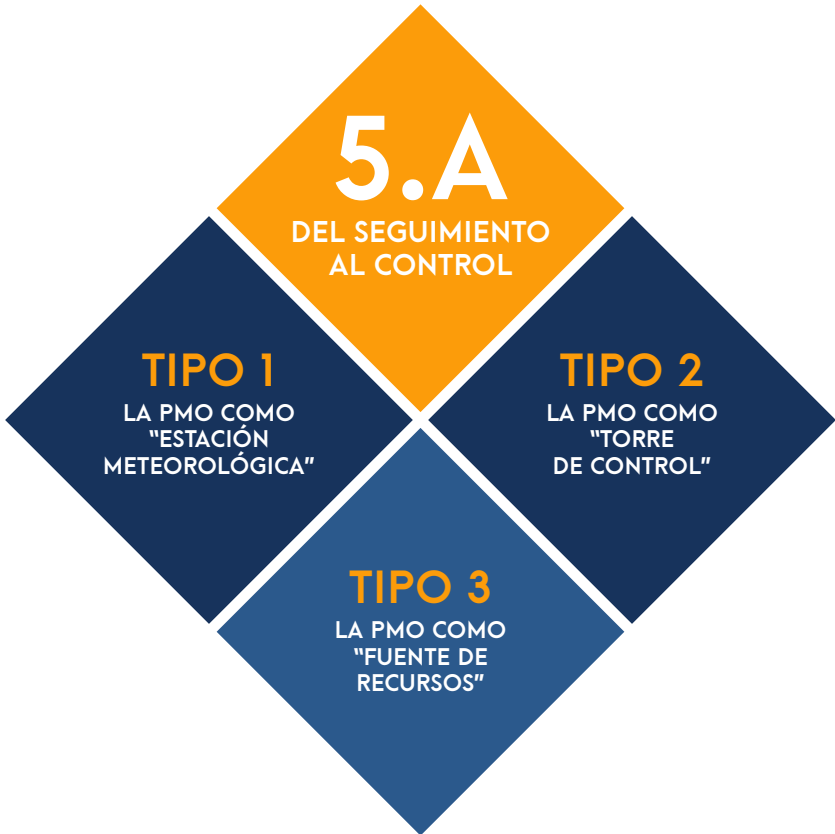 5.A
DEL SEGUIMIENTO
AL CONTROL
TIPO 1
LA PMO COMO
“ESTACIÓN
METEOROLÓGICA”
TIPO 2
LA PMO COMO
“TORRE
DE CONTROL”
TIPO 3
LA PMO COMO
“FUENTE DE
RECURSOS”